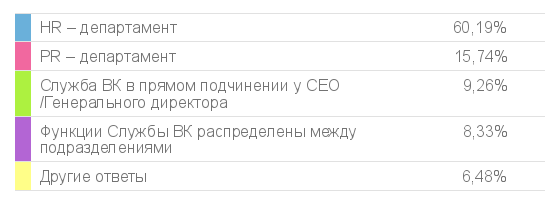 HR – департамент 60,19%
PR – департамент 15,74%
Служба ВК в прямом подчинении у CEO 9,26%
/Генерального директора
Функции Службы ВК распределены между 8,33%
подразделениями
Другие ответы 6,48%